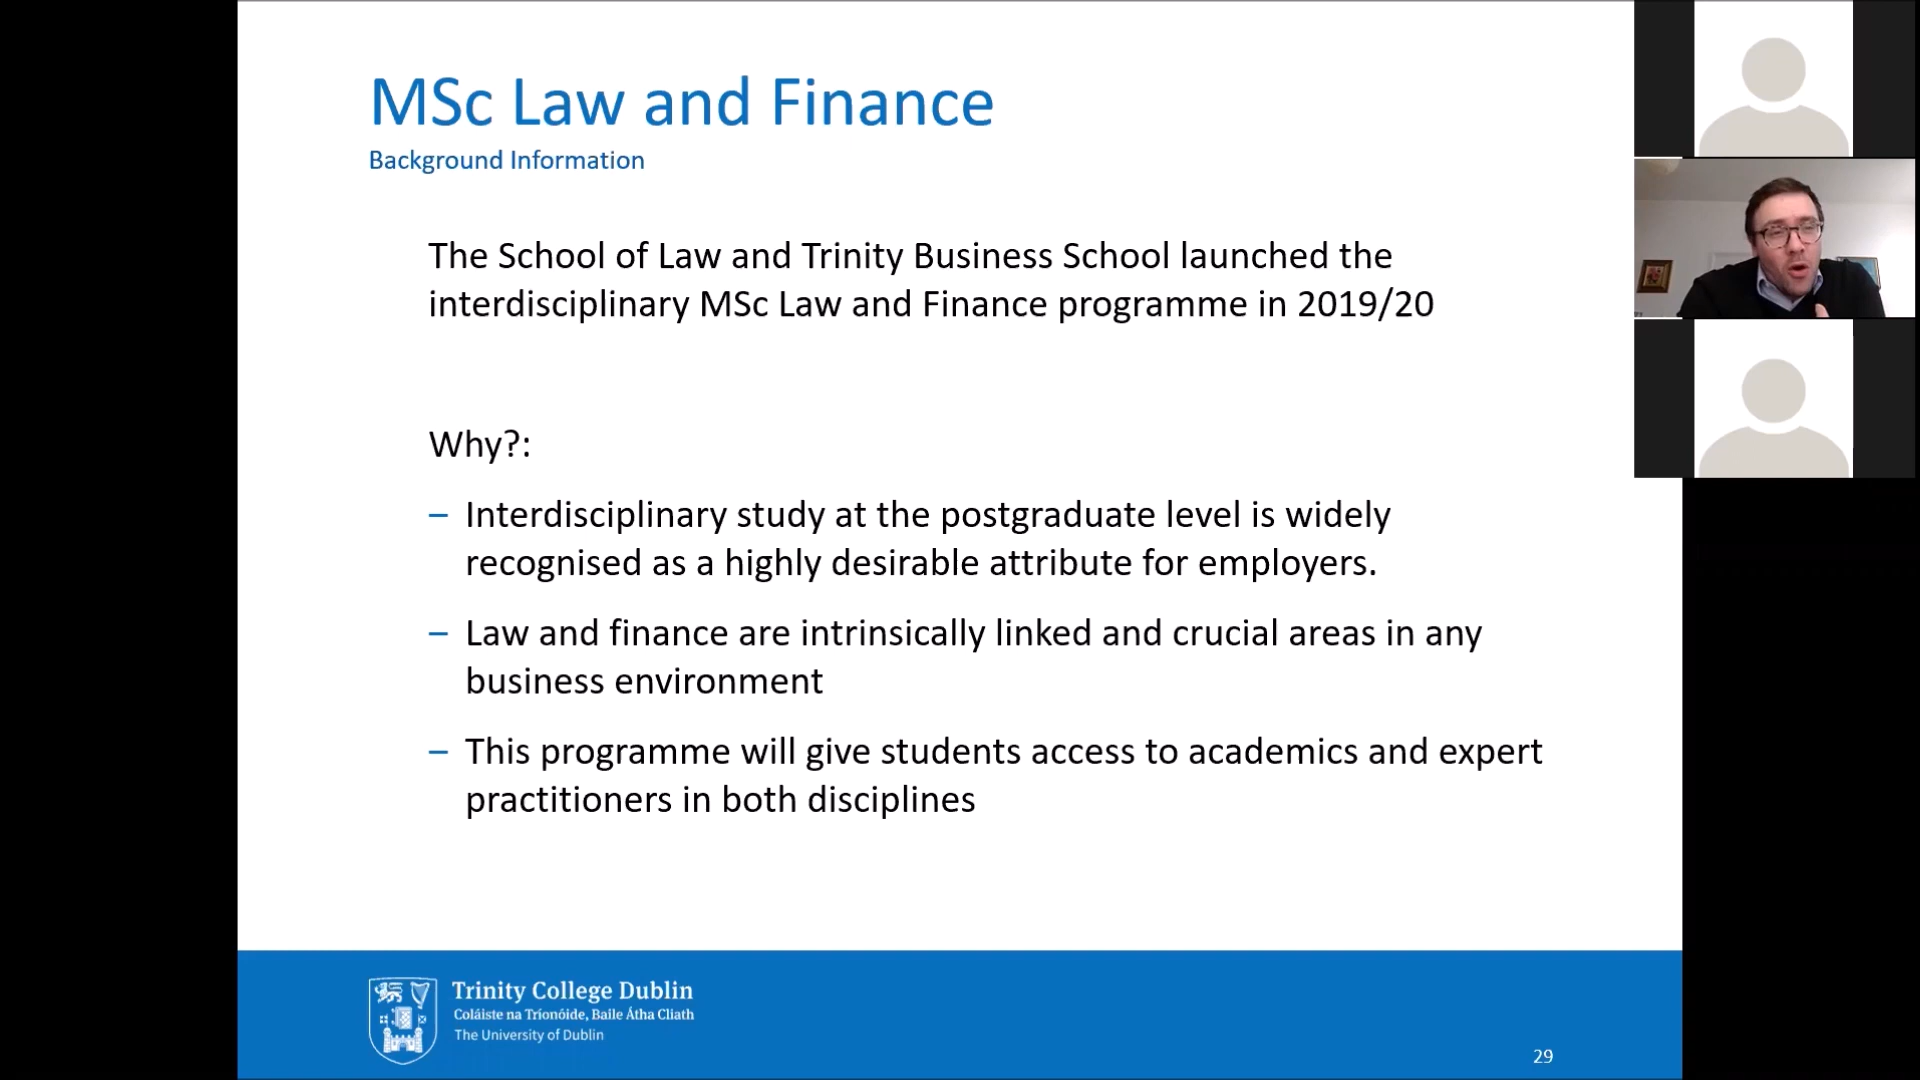 MSc Law and Finance
Background Information
The School of Law and Trinity Business School launched the
interdisciplinary MSc Law and Finance programme in 2019/20
Why?:
– Interdisciplinary study at the postgraduate level is widely
recognised as a highly desirable attribute for employers.
– Law and finance are intrinsically linked and crucial areas in any
business environment
– This programme will give students access to academics and expert
practitioners in both disciplines
Trinity College Dublin
Coláiste na Tríonóide, Baile Átha Cliath
The University of Dublin
29